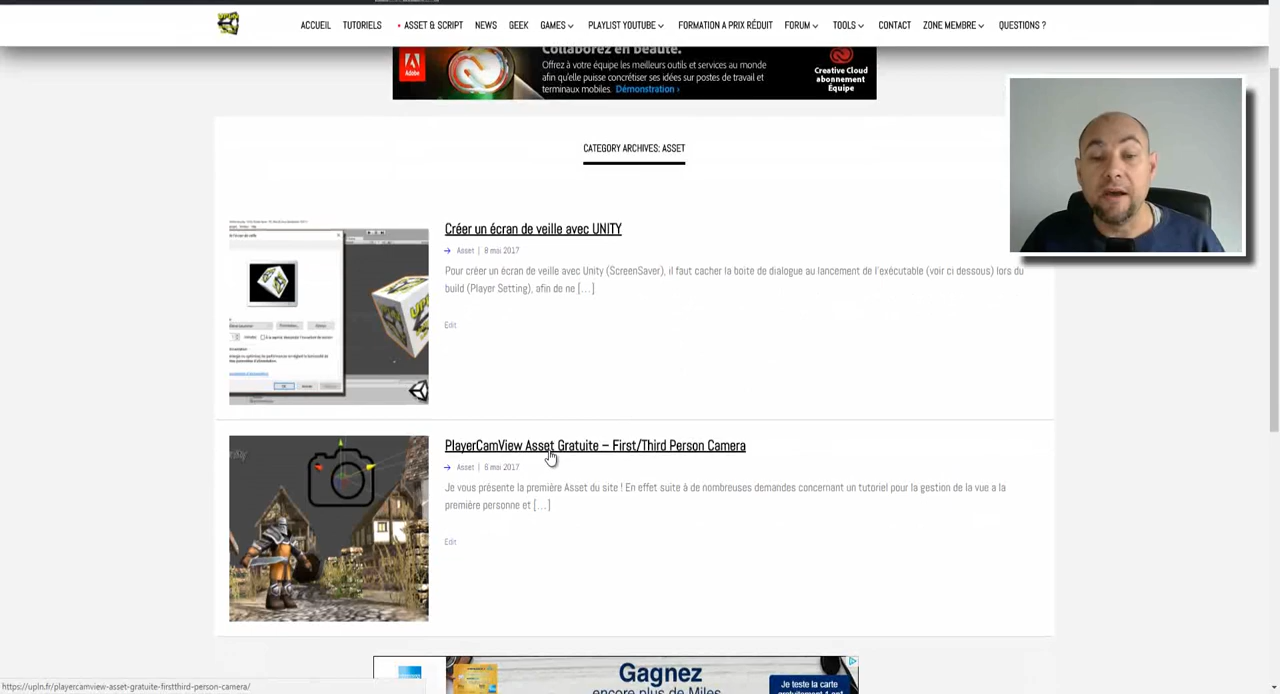 ACCUEIL TUTORIELS • ASSET & SCRIPT NEWS GEEK GAMES PLAYLIST YOUTUBE FORMATION A PRIX RÉDUIT FORUM TOOLS CONTACT ZONE MEMBRE QUESTIONS ?
Collaborez en beauté.
Adobe
Offrez à votre équipe les meilleurs outils et services au monde
afin qu'elle puisse concrétiser ses idées sur postes de travail et
terminaux mobiles. Démonstration ›
Creative Cloud
abonnement
Équipe
CATEGORY ARCHIVES: ASSET
Créer un écran de veille avec UNITY
Asset | 8 mai 2017
Pour créer un écran de veille avec Unity (ScreenSaver), il faut cacher la boite de dialogue au lancement de l'exécutable (voir ci dessous) lors du
build (Player Setting), afin de ne [...]
Edit
PlayerCamView Asset Gratuite – First/Third Person Camera
Asset | 6 mai 2017
Je vous présente la première Asset du site ! En effet suite à de nombreuses demandes concernant un tutoriel pour la gestion de la vue a la
première personne et [...]
Edit
Gagnez
encore plus de Miles
Je teste la carte
https://upln.fr/playercamview-asset-gratuite-firstthird-person-camera/